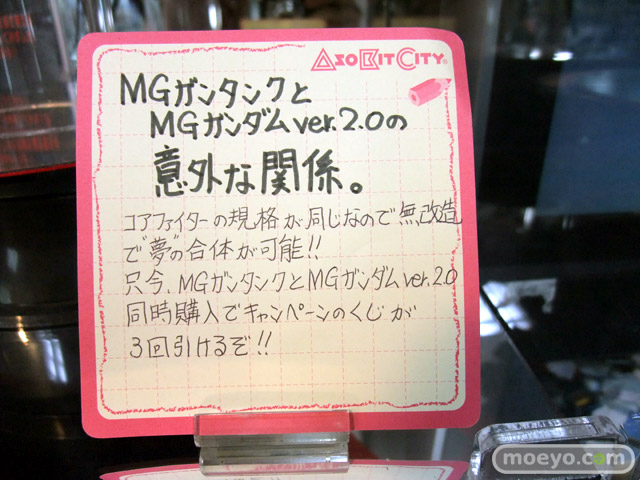 AsoBitCity
MGガンタンクと
MGガンダムver.2.0の
意外な関係。
コアファイターの規格が同じなので無改造
で"夢"の合体が可能!!
只今、MGガンタンクとMGガンダムver.2.0
同時購入でキャンペーンのくじが
3回引けるぞ!!
moeyo.com